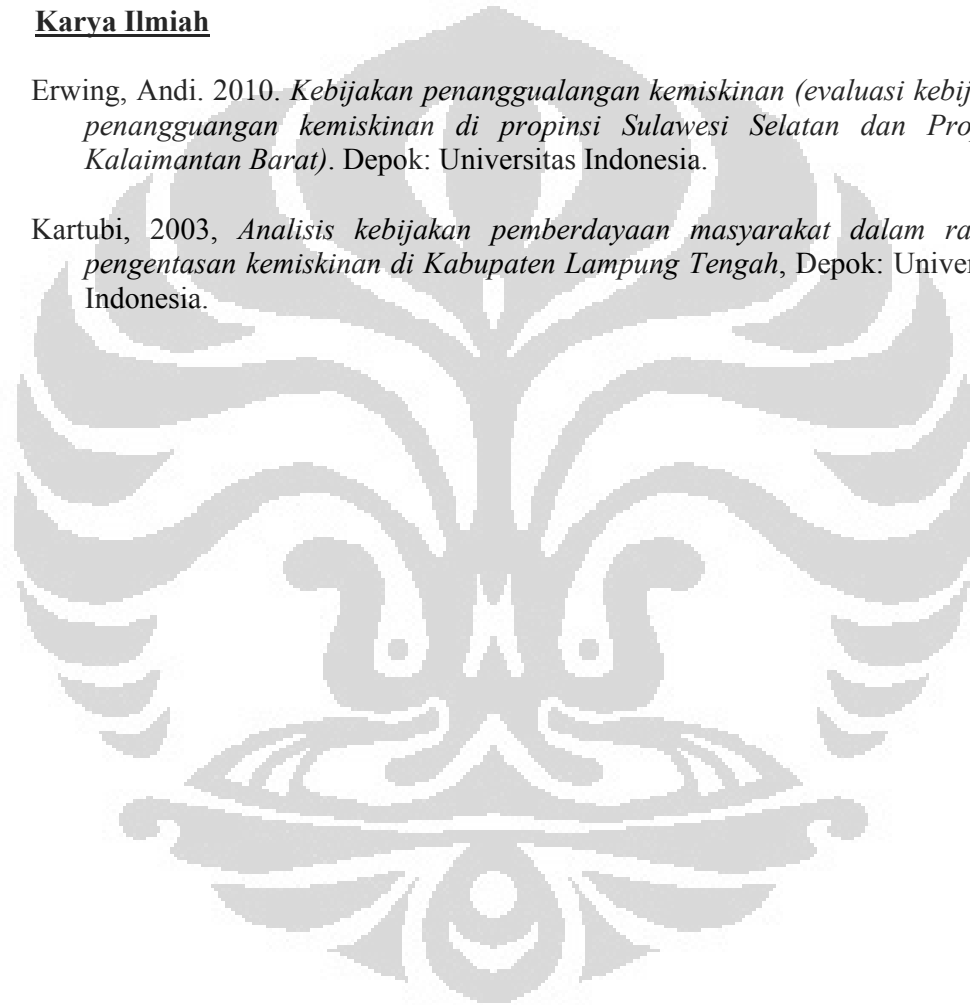 Karya Ilmiah
Erwing, Andi. 2010. Kebijakan penanggualangan kemiskinan (evaluasi kebij
penangguangan kemiskinan di propinsi Sulawesi Selatan dan Pro
Kalaimantan Barat). Depok: Universitas Indonesia.
Kartubi, 2003, Analisis kebijakan pemberdayaan masyarakat dalam ra
pengentasan kemiskinan di Kabupaten Lampung Tengah, Depok: Univer
Indonesia.